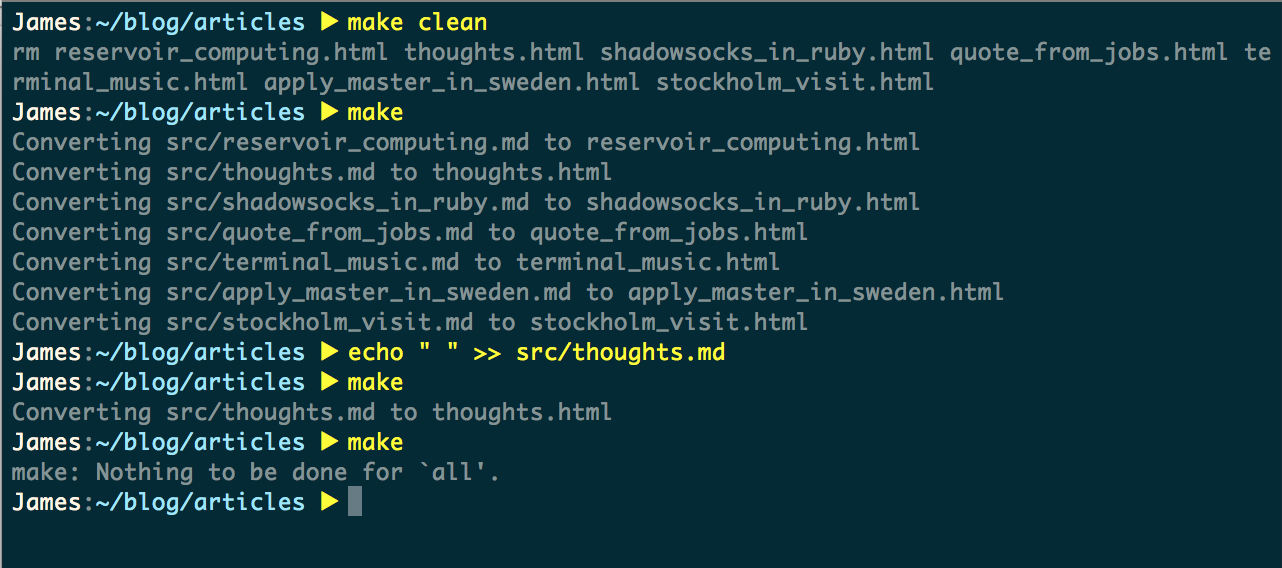 James:~/blog/articles ▶ make clean
rm reservoir_computing.html thoughts.html shadowsocks_in_ruby.html quote_from_jobs.html te
rminal_music.html apply_master_in_sweden.html stockholm_visit.html
James:~/blog/articles ▶ make
Converting src/reservoir_computing.md to reservoir_computing.html
Converting src/thoughts.md to thoughts.html
Converting src/shadowsocks_in_ruby.md to shadowsocks_in_ruby.html
Converting src/quote_from_jobs.md to quote_from_jobs.html
Converting src/terminal_music.md to terminal_music.html
Converting src/apply_master_in_sweden.md to apply_master_in_sweden.html
Converting src/stockholm_visit.md to stockholm_visit.html
James:~/blog/articles ▶ echo " " >> src/thoughts.md
James:~/blog/articles ▶ make
Converting src/thoughts.md to thoughts.html
James:~/blog/articles ▶ make
make: Nothing to be done for `all'.
James:~/blog/articles ▶